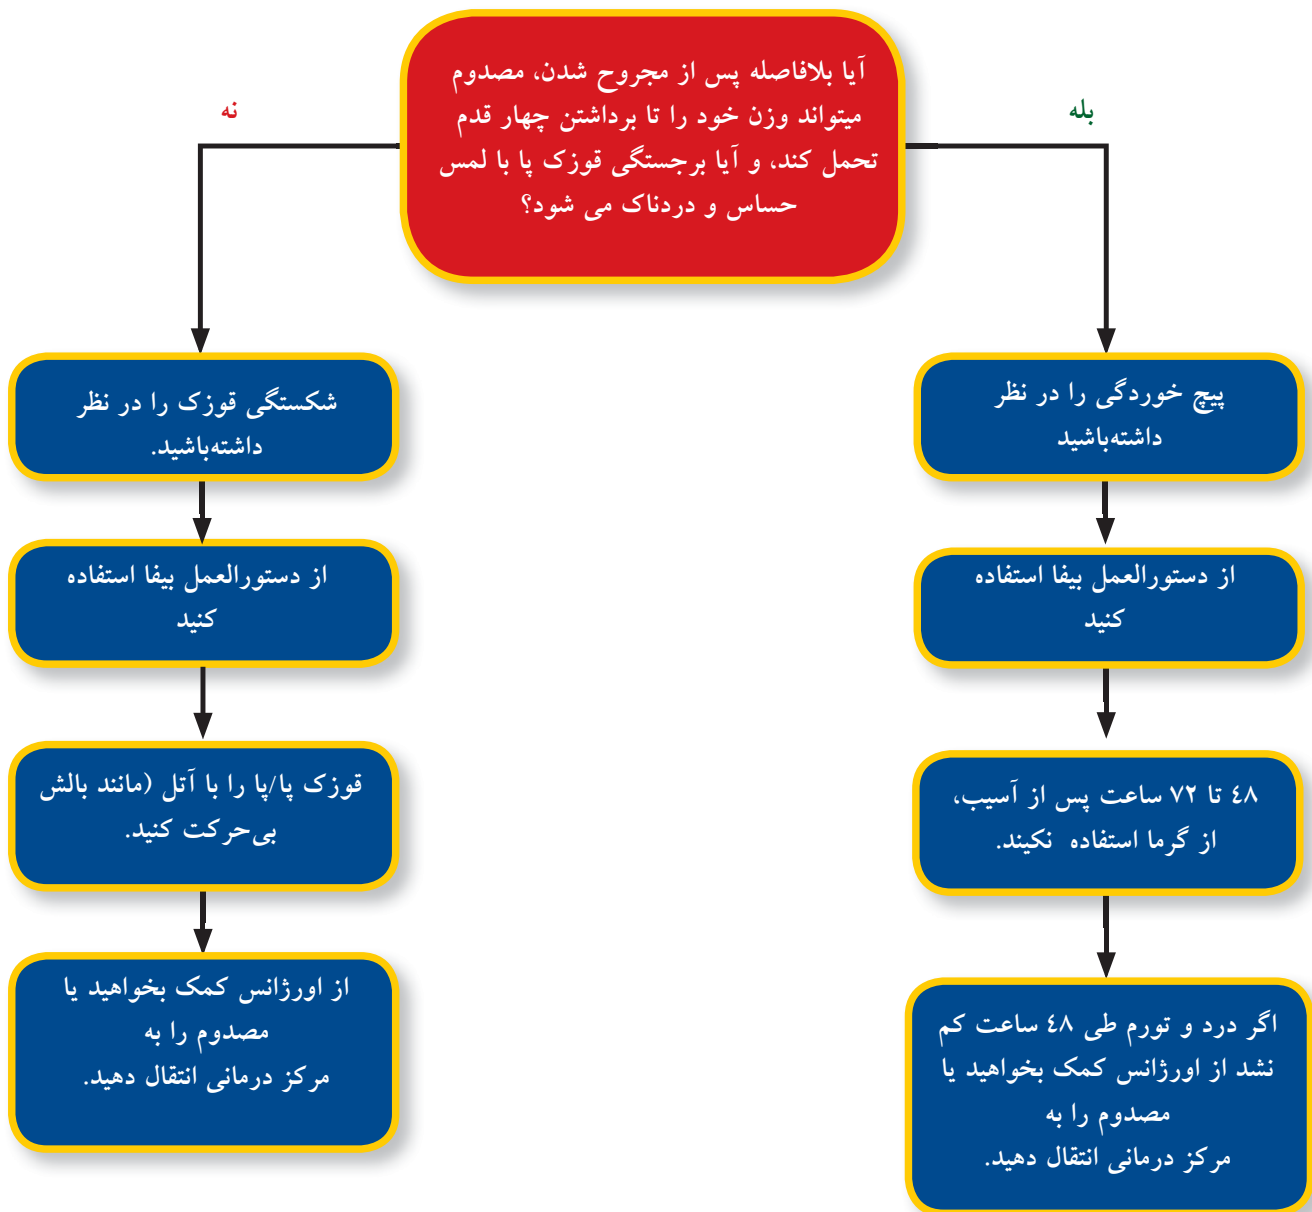 آیا بلافاصله پس از مجروح شدن، مصدوم
میتواند وزن خود را تا برداشتن چهار قدم
تحمل کند، و آیا برجستگی قوزک پا با لمس
حساس و دردناک می شود؟
بله
پیچ خوردگی را در نظر
داشته‌باشید
از دستورالعمل بیفا استفاده
کنید
٤٨ تا ٧٢ ساعت پس از آسیب،
از گرما استفاده نکیند.
اگر درد و تورم طی ٤٨ ساعت کم
نشد از اورژانس کمک بخواهید یا
مصدوم را به
مرکز درمانی انتقال دهید.
نه
شکستگی قوزک را در نظر
داشته‌باشید.
از دستورالعمل بیفا استفاده
کنید
قوزک پا/پا را با آتل (مانند بالش
بی‌حرکت کنید.
از اورژانس کمک بخواهید یا
مصدوم را به
مرکز درمانی انتقال دهید.